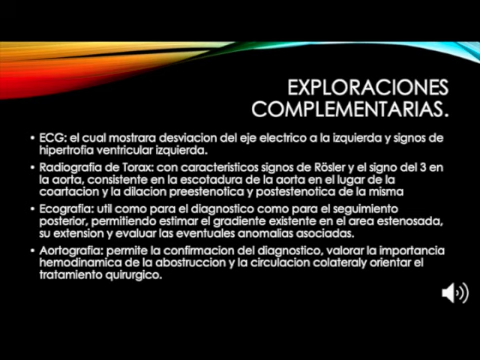 EXPLORACIONES
COMPLEMENTARIAS.
• ECG: el cual mostrara desviacion del eje electrico a la izquierda y signos de
hipertrofia ventricular izquierda.
• Radiografia de Torax: con caracteristicos signos de Rösler y el signo del 3 en
la aorta, consistente en la escotadura de la aorta en el lugar de la
coartacion y la dilacion preestenotica y postestenotica de la misma
• Ecografia: util como para el diagnostico como para el seguimiento
posterior, permitiendo estimar el gradiente existente en el area estenosada,
su extension y evaluar las eventuales anomalias asociadas.
• Aortografia: permite la confirmacion del diagnostico, valorar la importancia
hemodinamica de la abostruccion y la circulacion colateraly orientar el
tratamiento quirurgico.